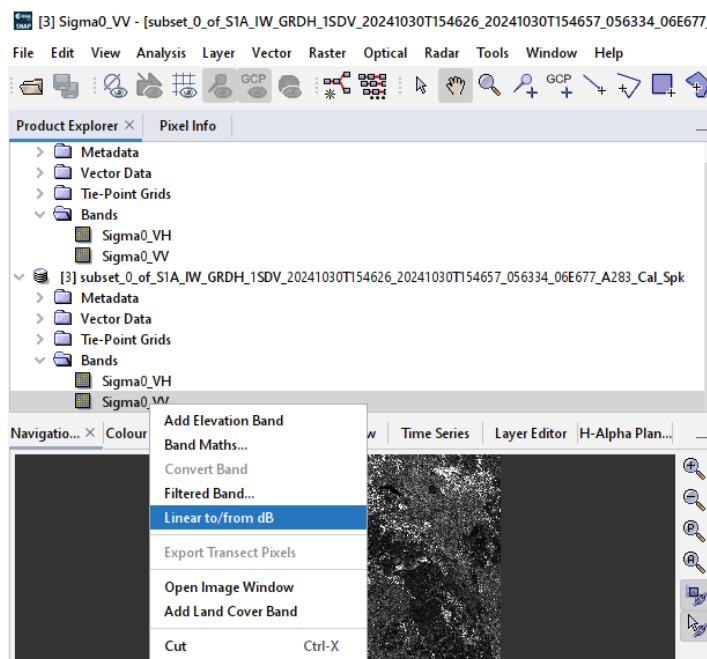 esa SNAP [3] Sigma0_VV - [subset_0_of_S1A_IW_GRDH_1SDV_20241030T154626_20241030T154657_056334_06E677_
File Edit View Analysis Layer Vector Raster Optical Radar Tools Window Help
GCP GCP
Product Explorer × Pixel Info
Metadata
Vector Data
Tie-Point Grids
Bands
Sigma0_VH
Sigma0_VV
[3] subset_0_of_S1A_IW_GRDH_1SDV_20241030T154626_20241030T154657_056334_06E677_A283_Cal_Spk
Metadata
Vector Data
Tie-Point Grids
Bands
Sigma0_VH
Sigma0_VV
Navigatio... × Colour w Time Series Layer Editor H-Alpha Plan...
Add Elevation Band
Band Maths...
Convert Band
Filtered Band...
Linear to/from dB
Export Transect Pixels
Open Image Window
Add Land Cover Band
Cut Ctrl-X